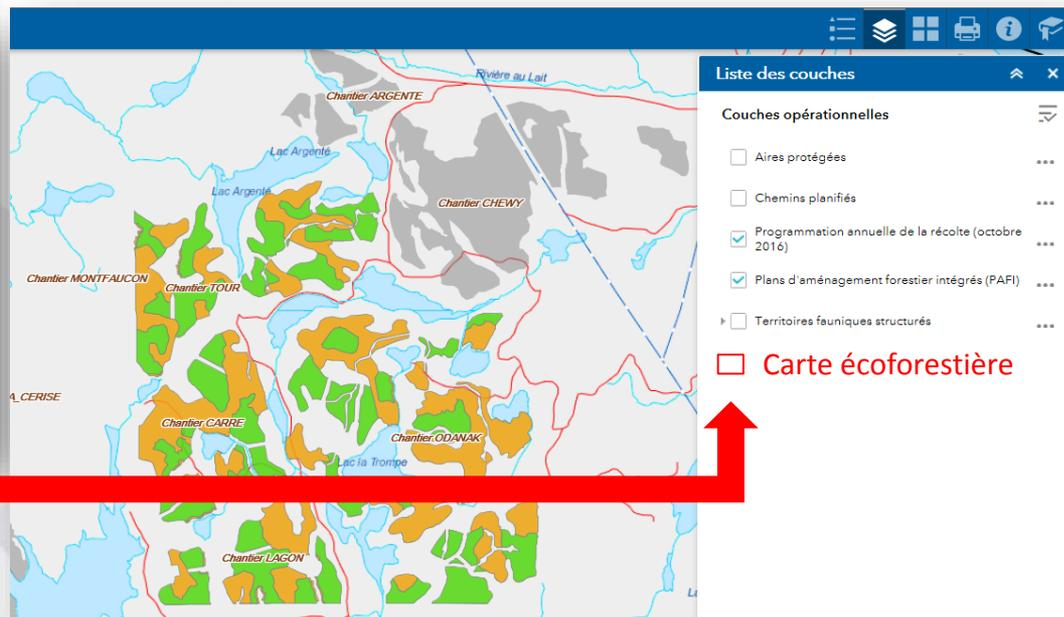 Liste des couches
Couches opérationnelles
Aires protégées
Chemins planifiés
Programmation annuelle de la récolte (octobre
2016)
Plans d'aménagement forestier intégrés (PAFI)
Territoires fauniques structurés
Carte écoforestière
Rivière au Lait
Chantier ARGENTE
Lac Argenté
Lac Argenté
Chantier CHEWY
Chantier MONTFAUCON
Chantier TOUR
A_CERISE
Chantier CARRE
Chantier ODANAK
Lac la Trompe
Chantier LAGON